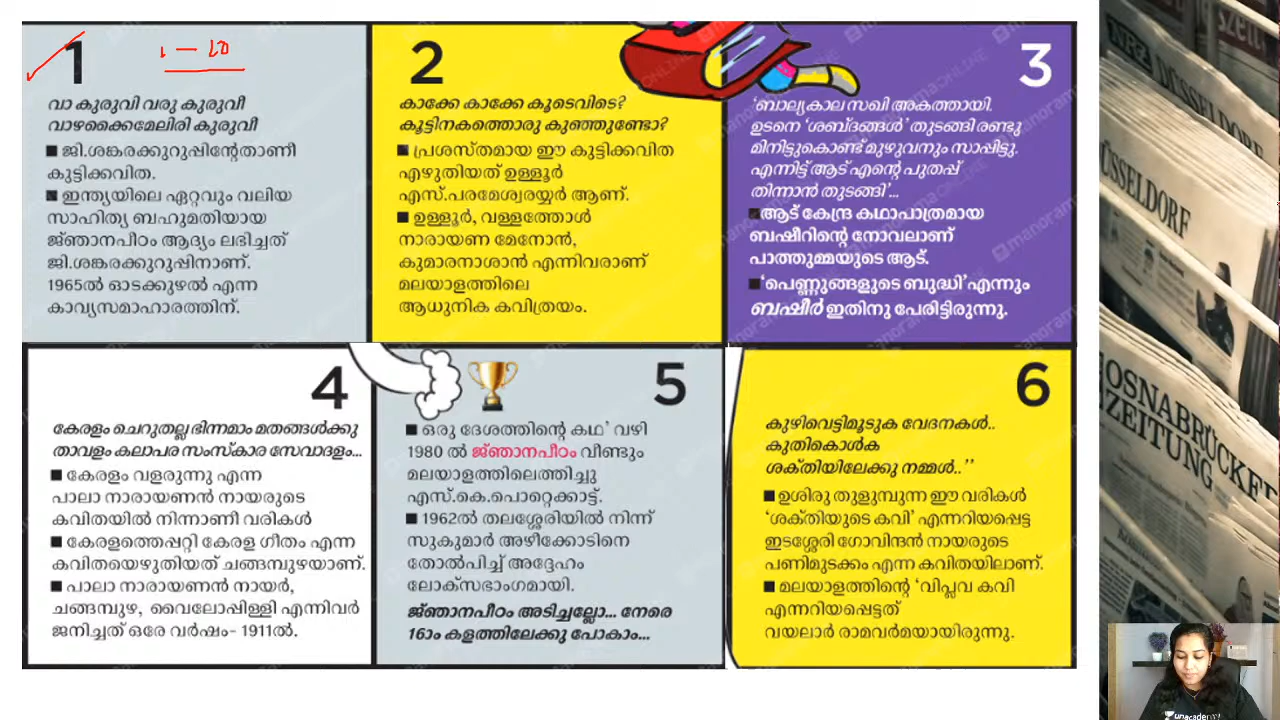 1
1 - 20
വാ കുരുവി വരു കുരുവീ
വാഴക്കൈമേലിരി കുരുവീ
■ ജി.ശങ്കരക്കുറുപ്പിന്റേതാണീ
കുട്ടിക്കവിത.
■ ഇന്ത്യയിലെ ഏറ്റവും വലിയ
സാഹിത്യ ബഹുമതിയായ
ജ്ഞാനപീഠം ആദ്യം ലഭിച്ചത്
ജി.ശങ്കരക്കുറുപ്പിനാണ്.
1965ൽ ഓടക്കുഴൽ എന്ന
കാവ്യസമാഹാരത്തിന്.
2
കാക്കേ കാക്കേ കൂടെവിടെ?
കൂട്ടിനകത്തൊരു കുഞ്ഞുണ്ടോ?
■ പ്രശസ്തമായ ഈ കുട്ടിക്കവിത
എഴുതിയത് ഉള്ളൂർ
എസ്.പരമേശ്വരയ്യർ ആണ്.
■ ഉള്ളൂർ, വള്ളത്തോൾ
നാരായണ മേനോൻ,
കുമാരനാശാൻ എന്നിവരാണ്
മലയാളത്തിലെ
ആധുനിക കവിത്രയം.
3
‘ബാല്യകാല സഖി അകത്തായി.
ഉടനെ ‘ശബ്ദങ്ങൾ’ തുടങ്ങി രണ്ടു
മിനിട്ടുകൊണ്ട് മുഴുവനും സാപ്പിട്ടു.
എന്നിട്ട് ആട് എന്റെ പുതപ്പ്
തിന്നാൻ തുടങ്ങി’...
■ ആട് കേന്ദ്ര കഥാപാത്രമായ
ബഷീറിന്റെ നോവലാണ്
പാത്തുമ്മയുടെ ആട്.
■ ‘പെണ്ണുങ്ങളുടെ ബുദ്ധി’എന്നും
ബഷീർ ഇതിനു പേരിട്ടിരുന്നു.
4
കേരളം ചെറുതല്ല ഭിന്നമാം മതങ്ങൾക്കു
താവളം കലാപര സംസ്കാര സേവാദളം...
■ കേരളം വളരുന്നു എന്ന
പാലാ നാരായണൻ നായരുടെ
കവിതയിൽ നിന്നാണീ വരികൾ
■ കേരളത്തെപ്പറ്റി കേരള ഗീതം എന്ന
കവിതയെഴുതിയത് ചങ്ങമ്പുഴയാണ്.
■ പാലാ നാരായണൻ നായർ,
ചങ്ങമ്പുഴ, വൈലോപ്പിള്ളി എന്നിവർ
ജനിച്ചത് ഒരേ വർഷം- 1911ൽ.
5
■ ഒരു ദേശത്തിന്റെ കഥ’ വഴി
1980 ൽ ജ്ഞാനപീഠം വീണ്ടും
മലയാളത്തിലെത്തിച്ചു
എസ്.കെ.പൊറ്റെക്കാട്ട്.
■ 1962ൽ തലശ്ശേരിയിൽ നിന്ന്
സുകുമാർ അഴീക്കോടിനെ
തോൽപിച്ച് അദ്ദേഹം
ലോക്സഭാംഗമായി.
ജ്ഞാനപീഠം അടിച്ചല്ലോ... നേരെ
16ാം കളത്തിലേക്കു പോകാം...
6
കുഴിവെട്ടിമൂടുക വേദനകൾ..
കുതികൊൾക
ശക്തിയിലേക്കു നമ്മൾ..’’
■ ഉശിരു തുളുമ്പുന്ന ഈ വരികൾ
‘ശക്തിയുടെ കവി’ എന്നറിയപ്പെട്ട
ഇടശ്ശേരി ഗോവിന്ദൻ നായരുടെ
പണിമുടക്കം എന്ന കവിതയിലാണ്.
■ മലയാളത്തിന്റെ ‘വിപ്ലവ കവി
എന്നറിയപ്പെട്ടത്
വയലാർ രാമവർമയായിരുന്നു.
DÜSSELDORF
ÜSSELDORF
OSNABRÜCKE
ZEITUNG
unacademy